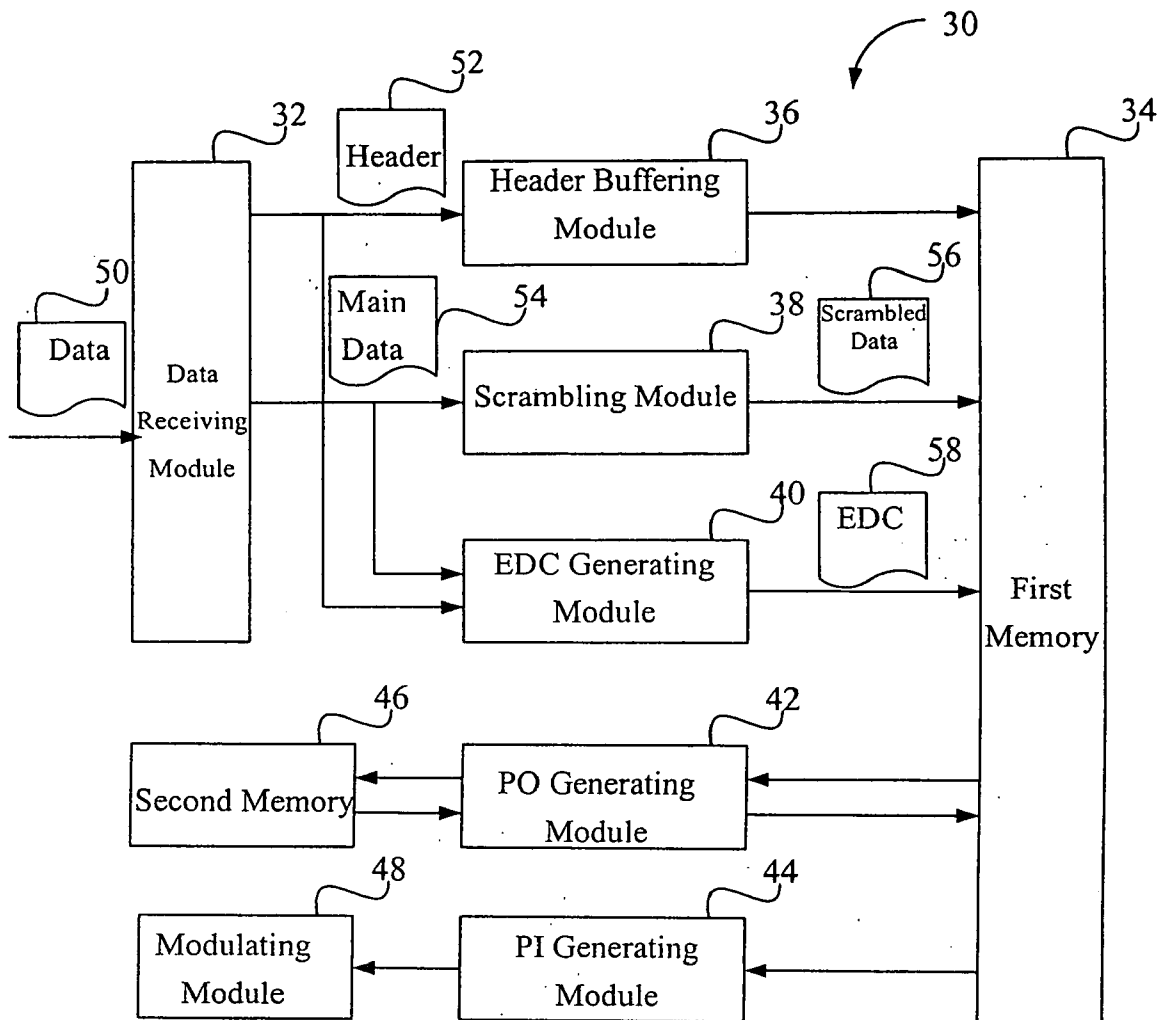 30
52
32
Header
36
34
Header Buffering
Module
50
Data
Main
Data
54
56
Scrambled
Data
38
Data
Receiving
Module
Scrambling Module
58
EDC
40
EDC Generating
Module
First
Memory
46
42
Second Memory
PO Generating
Module
48
44
Modulating
Module
PI Generating
Module